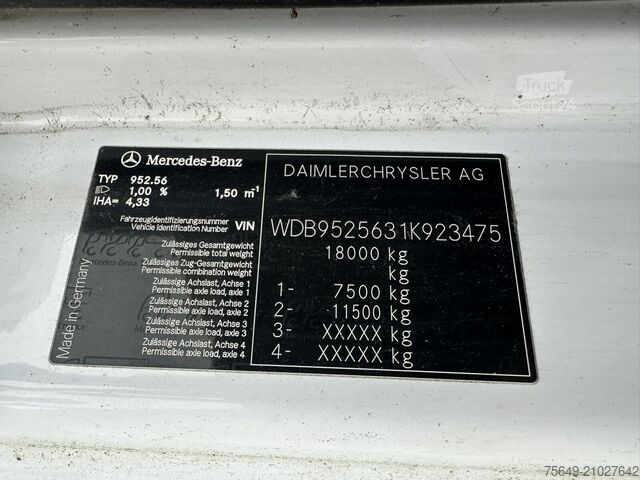 Truck
Scout24
Mercedes-Benz
DAIMLERCHRYSLER AG
TYP 952.56
1,00 % 1,50 m⁻¹
IHA= 4,33
Fahrzeugidentifizierungsnummer
Vehicle Identification Number VIN WDB9525631K923475
Zulässiges Gesamtgewicht
Permissible total weight 18000 kg
Zulässiges Zug-Gesamtgewicht
Permissible combination weight kg
Zulässige Achslast, Achse 1
Permissible axle load, axle 1 1- 7500 kg
Zulässige Achslast, Achse 2
Permissible axle load, axle 2 2- 11500 kg
Zulässige Achslast, Achse 3
Permissible axle load, axle 3 3- XXXXX kg
Zulässige Achslast, Achse 4
Permissible axle load, axle 4 4- XXXXX kg
Made in Germany
75649-21027642